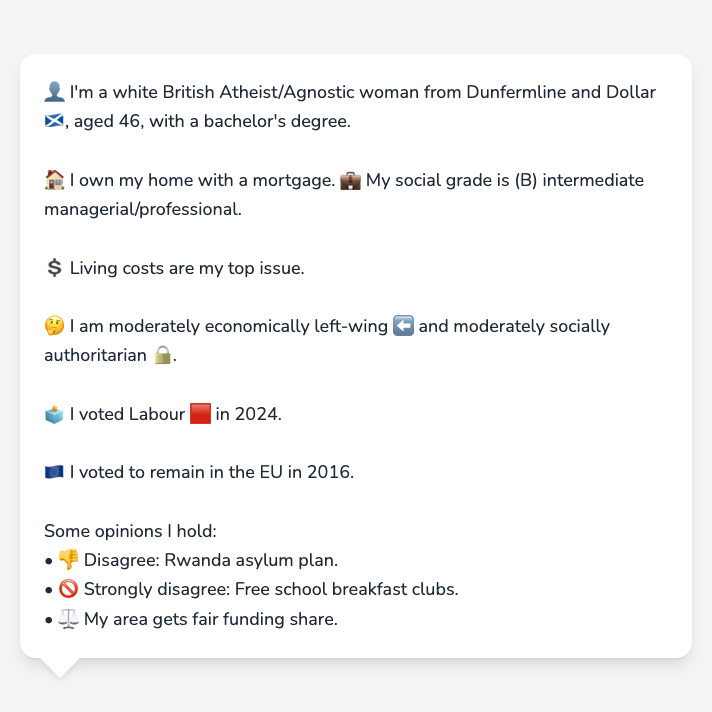 👤 I'm a white British Atheist/Agnostic woman from Dunfermline and Dollar
🏴󠁧󠁢󠁳󠁣󠁴󠁿, aged 46, with a bachelor's degree.
🏠 I own my home with a mortgage. 💼 My social grade is (B) intermediate
managerial/professional.
💲 Living costs are my top issue.
🤔 I am moderately economically left-wing ⬅️ and moderately socially
authoritarian 🔒.
🗳️ I voted Labour 🟥 in 2024.
🇪🇺 I voted to remain in the EU in 2016.
Some opinions I hold:
• 👎 Disagree: Rwanda asylum plan.
• 🚫 Strongly disagree: Free school breakfast clubs.
• ⚖️ My area gets fair funding share.